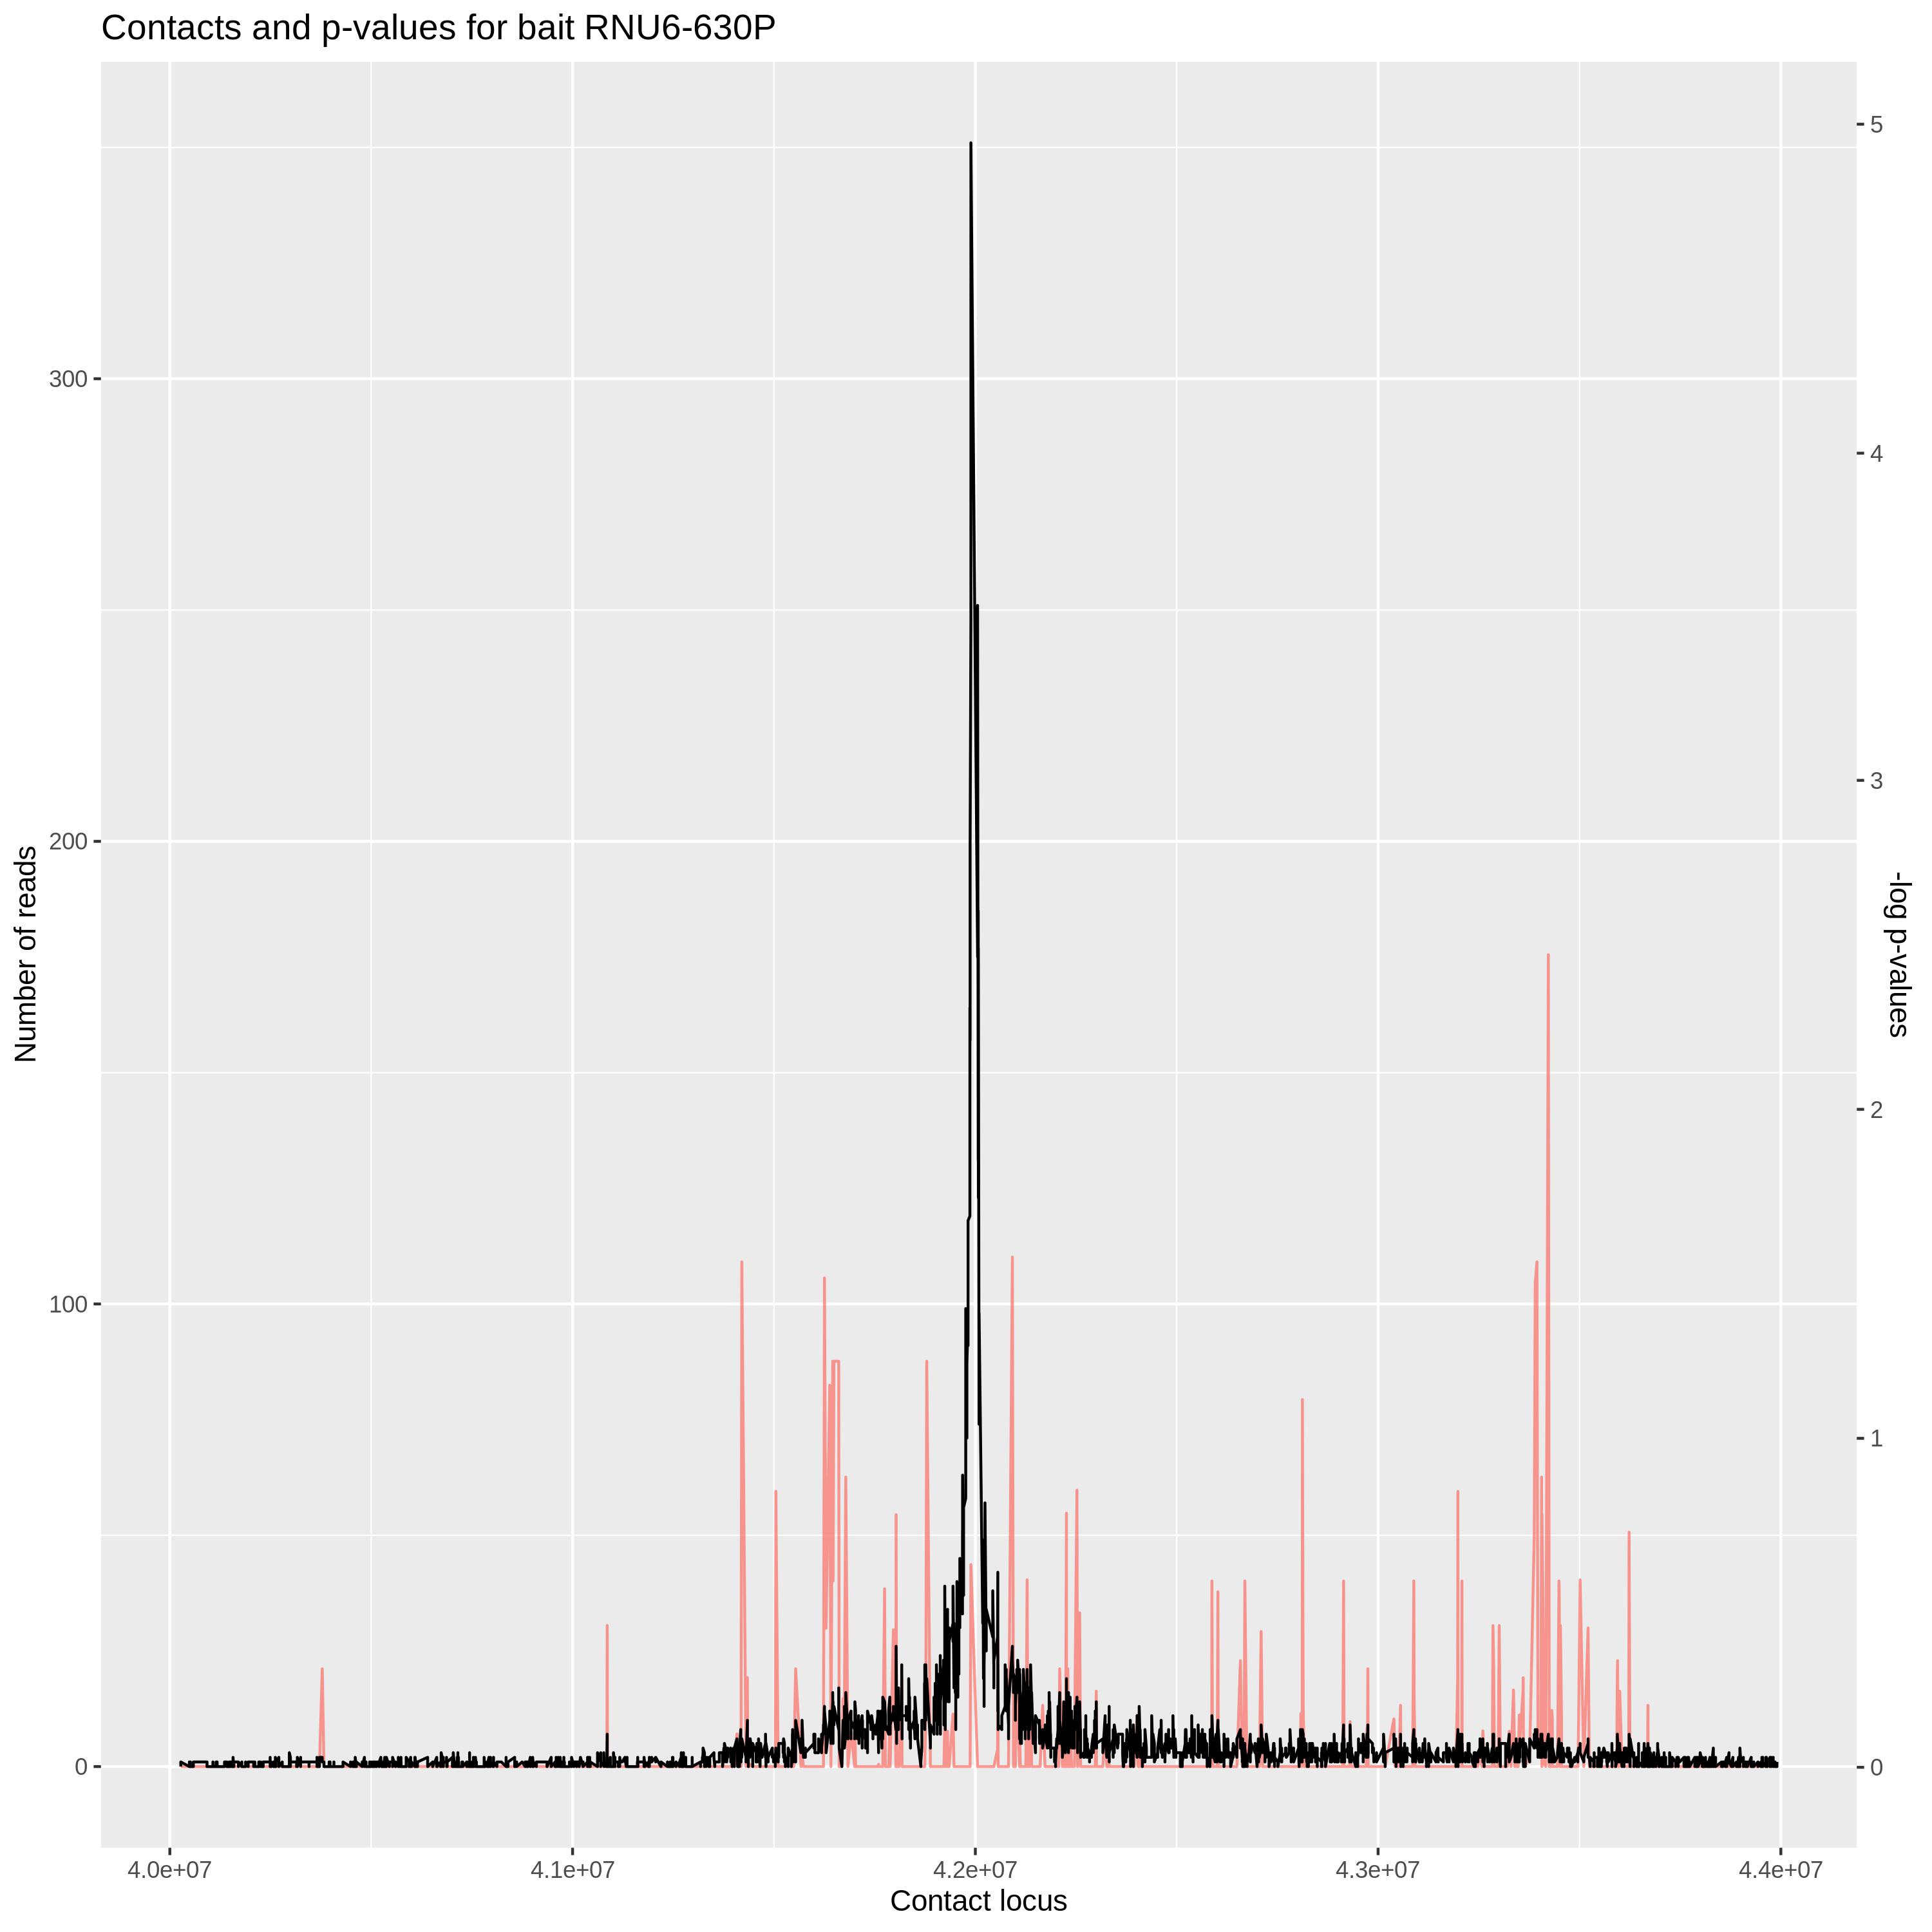 Contacts and p-values for bait RNU6-630P
Number of reads
300
200
100
0
5
4
3
2
1
0
-log p-values
4.0e+07
4.1e+07
4.2e+07
4.3e+07
4.4e+07
Contact locus